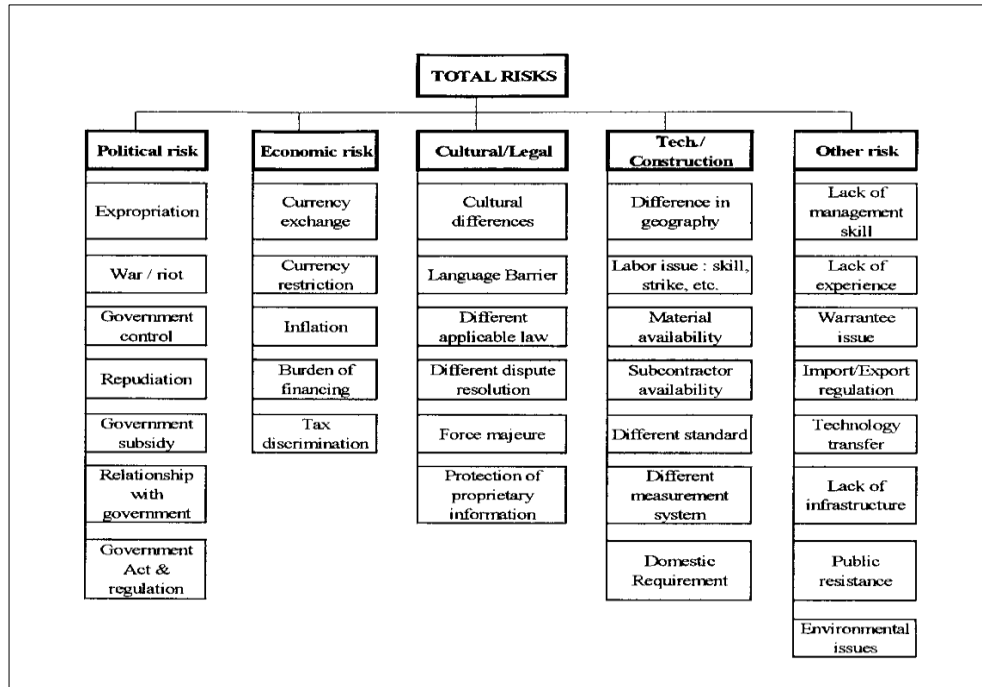 TOTAL RISKS
Political risk
Expropriation
War / riot
Government
control
Repudiation
Government
subsidy
Relationship
with
government
Government
Act &
regulation
Economic risk
Currency
exchange
Currency
restriction
Inflation
Burden of
financing
Tax
discrimination
Cultural/Legal
Cultural
differences
Language Barrier
Different
applicable law
Different dispute
resolution
Force majeure
Protection of
proprietary
information
Tech./
Construction
Difference in
geography
Labor issue : skill,
strike, etc.
Material
availability
Subcontractor
availability
Different standard
Different
measurement
system
Domestic
Requirement
Other risk
Lack of
management
skill
Lack of
experience
Warrantee
issue
Import/Export
regulation
Technology
transfer
Lack of
infrastructure
Public
resistance
Environmental
issues